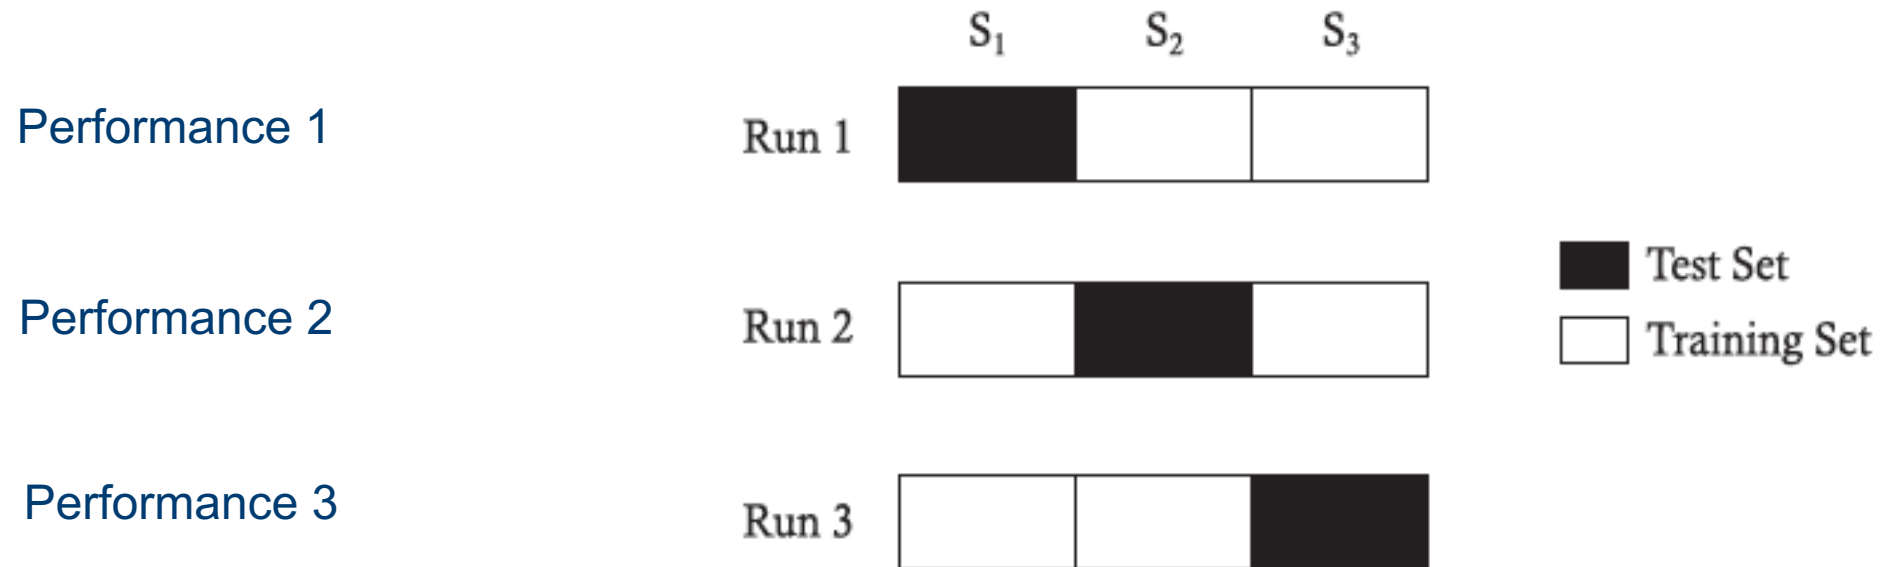 S₁ S₂ S₃
Performance 1 Run 1
Test Set
Performance 2 Run 2
Training Set
Performance 3 Run 3